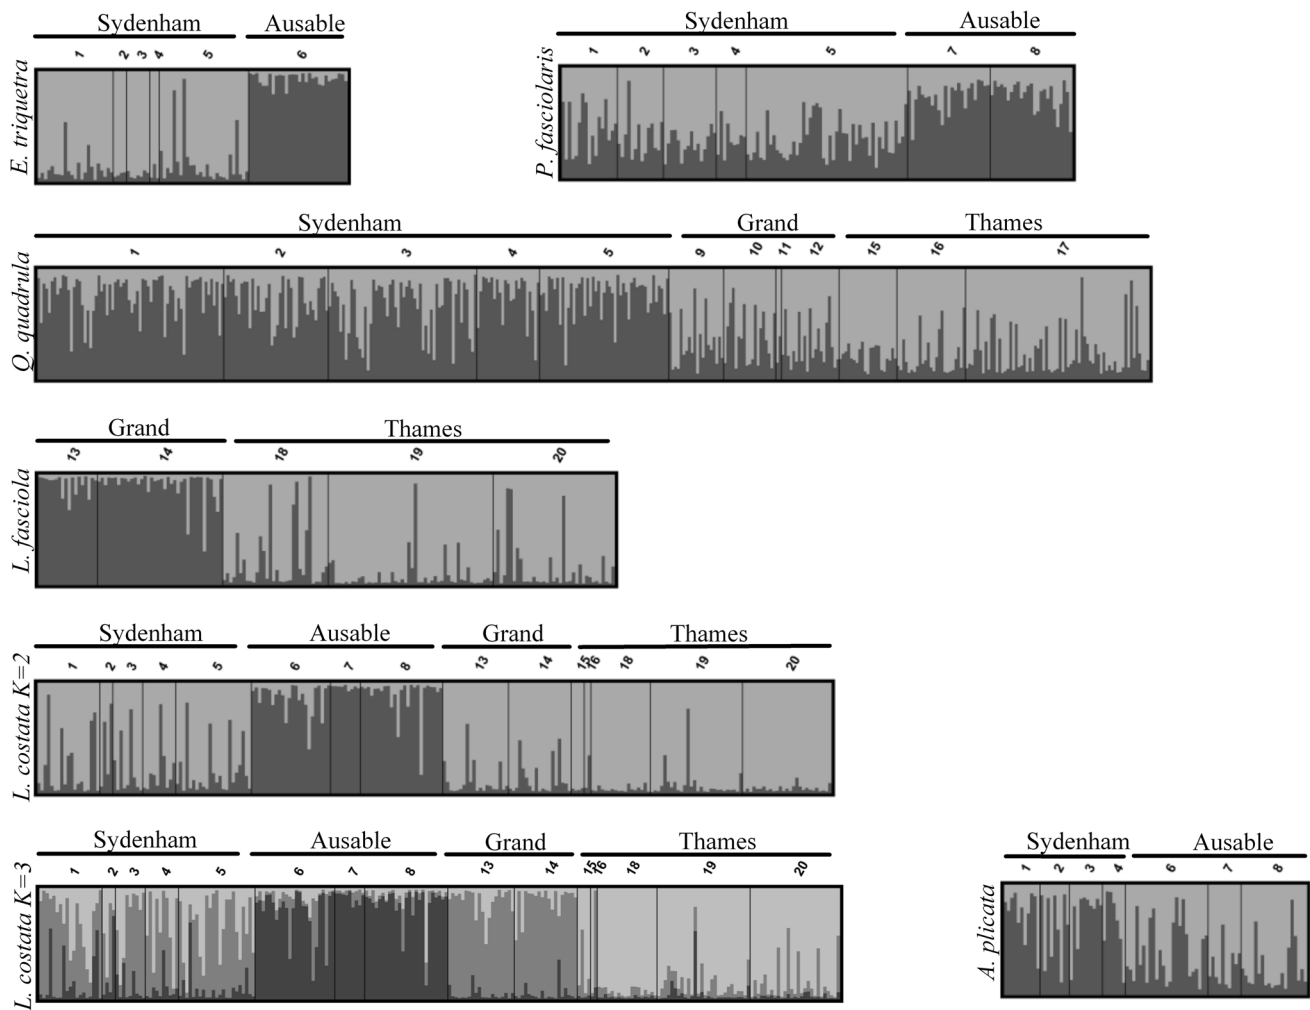 Sydenham Ausable
1 2 3 4 5 6
E. triquetra
Sydenham Ausable
1 2 3 4 5 7 8
P. fasciolaris
Sydenham Grand Thames
1 2 3 4 5 9 10 11 12 15 16 17
Q. quadrula
Grand Thames
13 14 18 19 20
L. fasciola
Sydenham Ausable Grand Thames
1 2 3 4 5 6 7 8 13 14 15 16 18 19 20
L. costata K=2
Sydenham Ausable Grand Thames
1 2 3 4 5 6 7 8 13 14 15 16 18 19 20
L. costata K=3
Sydenham Ausable
1 2 3 4 6 7 8
A. plicata